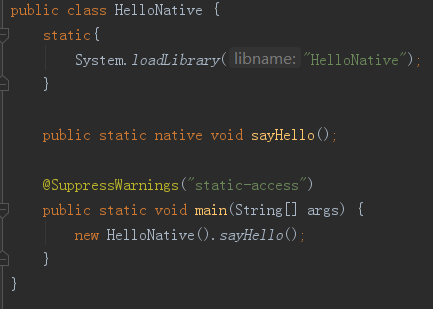 public class HelloNative {
    static{
        System.loadLibrary( libname: "HelloNative");
    }

    public static native void sayHello();

    @SuppressWarnings("static-access")
    public static void main(String[] args) {
        new HelloNative().sayHello();
    }
}